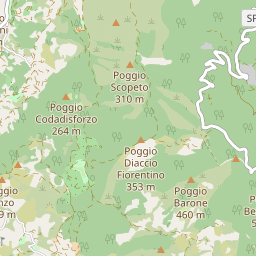 SP
Poggio
Scopeto
310 m
Poggio
Codadisforzo
264 m
Poggio
Diaccio
Fiorentino
353 m
Poggio
Barone
460 m